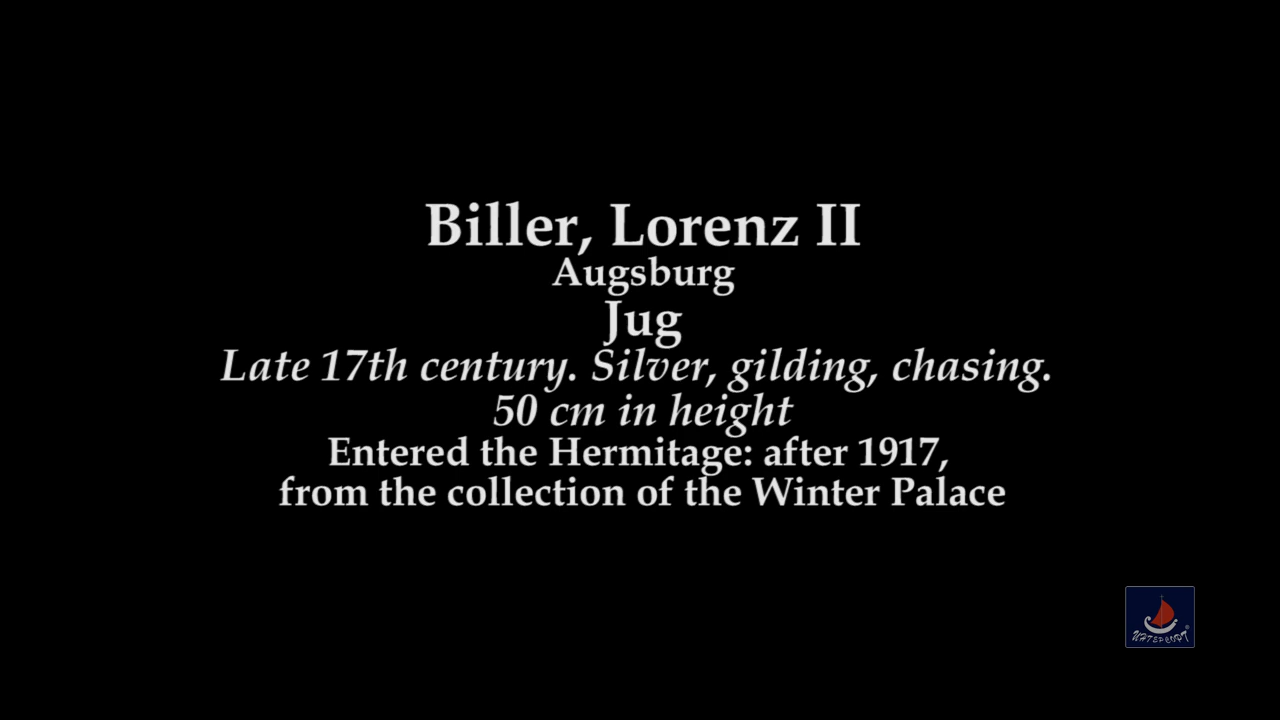 Biller, Lorenz II
Augsburg
Jug
Late 17th century. Silver, gilding, chasing.
50 cm in height
Entered the Hermitage: after 1917,
from the collection of the Winter Palace